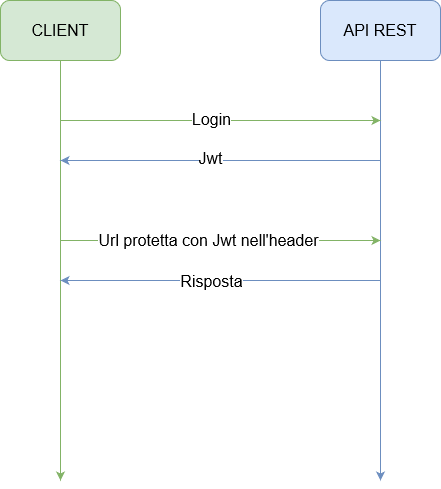 CLIENT
API REST
Login
Jwt
Url protetta con Jwt nell'header
Risposta